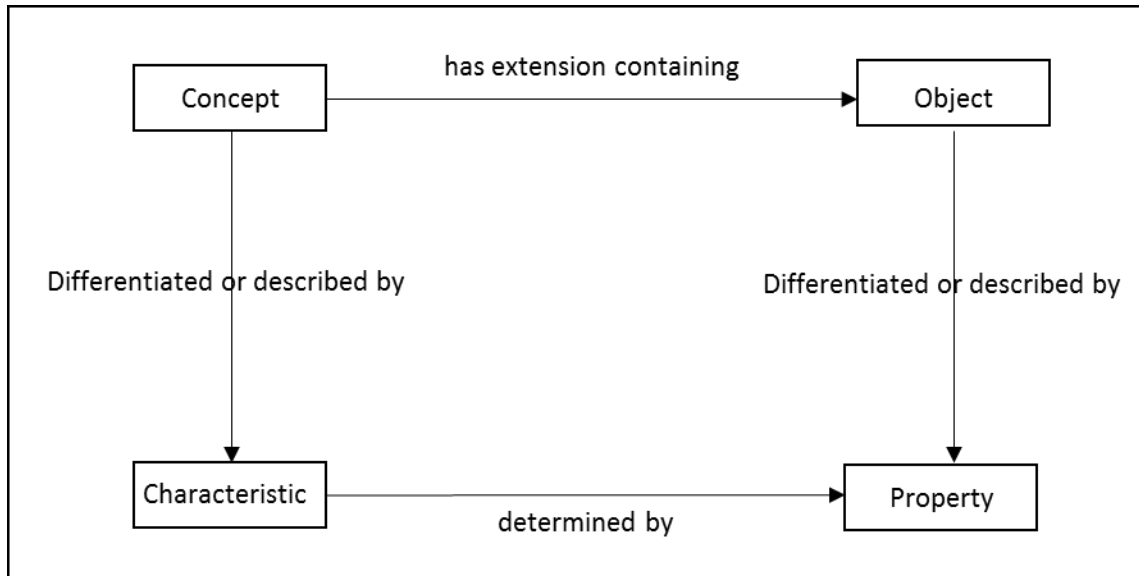 has extension containing
Concept
Object
Differentiated or described by
Differentiated or described by
Characteristic
Property
determined by